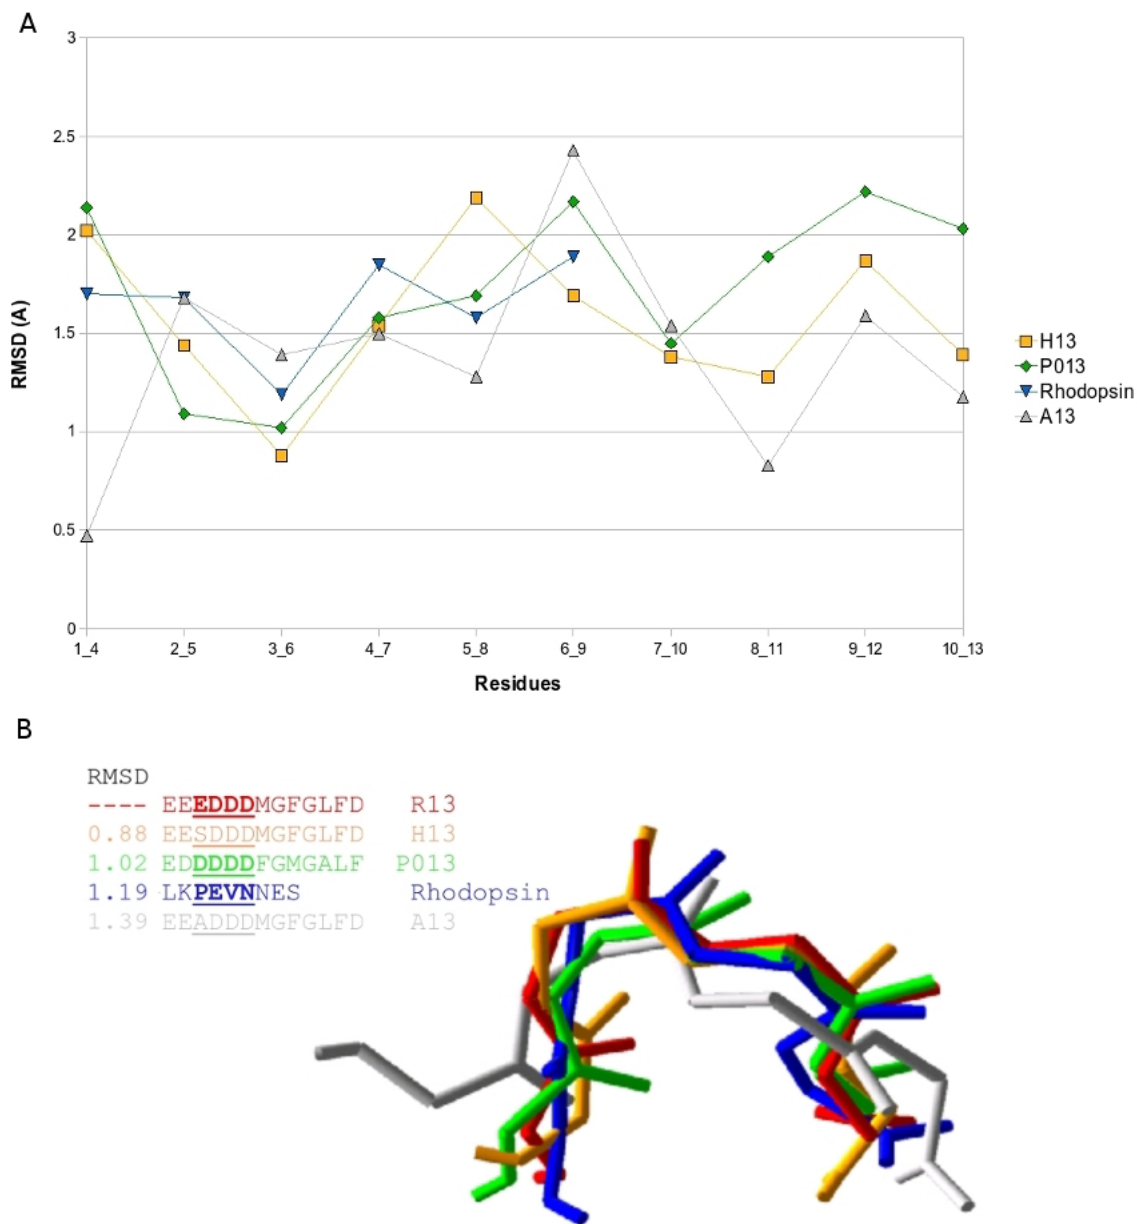 A
3
2.5
2
1.5
1
0.5
0
RMSD (A)
1_4 2_5 3_6 4_7 5_8 6_9 7_10 8_11 9_12 10_13
Residues
H13
P013
Rhodopsin
A13
B
RMSD
---- EEEDDDMGFGLFD R13
0.88 EESDDDMGFGLFD H13
1.02 EDDDDDFGMGALF P013
1.19 LKPEVNNES Rhodopsin
1.39 EEADDDMGFGLFD A13